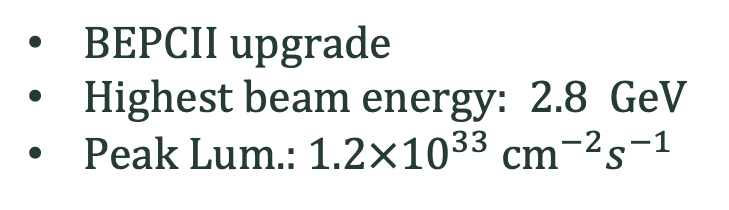 • BEPCII upgrade
• Highest beam energy: 2.8 GeV
• Peak Lum.: 1.2×10³³ cm⁻²s⁻¹